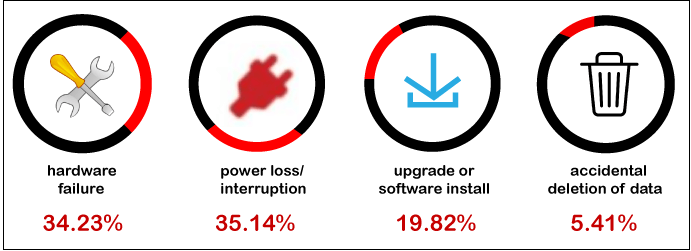 hardware
failure
34.23%
power loss/
interruption
35.14%
upgrade or
software install
19.82%
accidental
deletion of data
5.41%